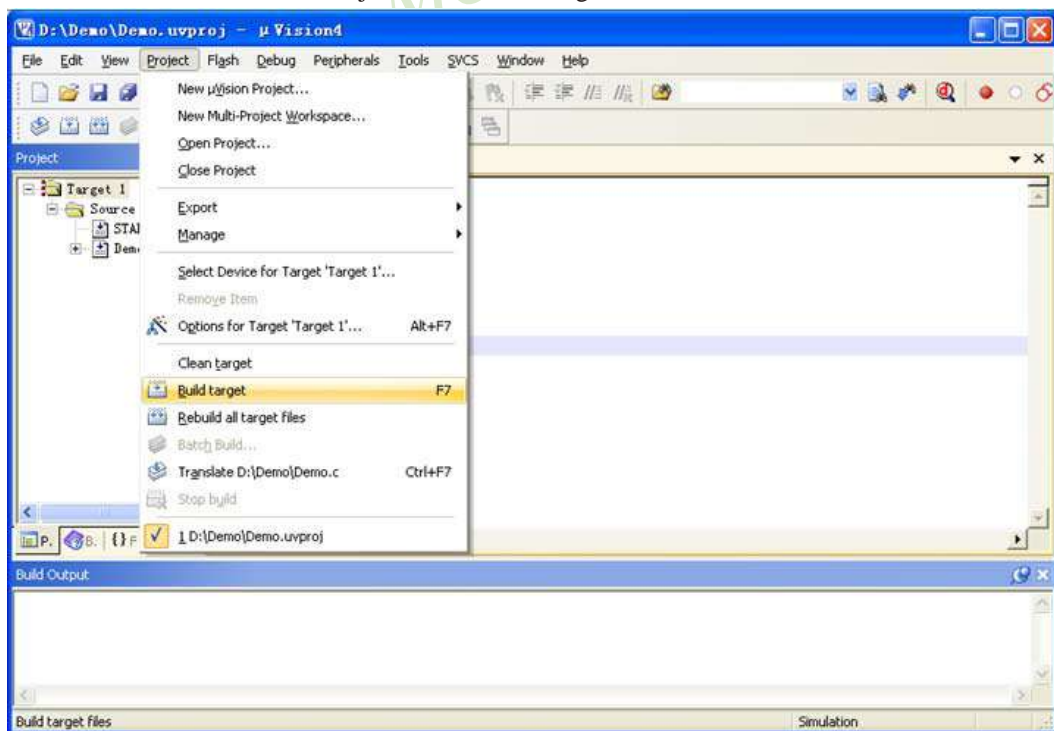 D:\Demo\Demo.uvproj - µVision4
File Edit View Project Flash Debug Peripherals Tools SVCS Window Help
Project
Target 1
Source
STA
Dem
New µVision Project...
New Multi-Project Workspace...
Open Project...
Close Project
Export
Manage
Select Device for Target 'Target 1'...
Remove Item
Options for Target 'Target 1'... Alt+F7
Clean target
Build target F7
Rebuild all target files
Batch Build...
Translate D:\Demo\Demo.c Ctrl+F7
Stop build
1 D:\Demo\Demo.uvproj
P. B. {} F
Build Output
Build target files Simulation